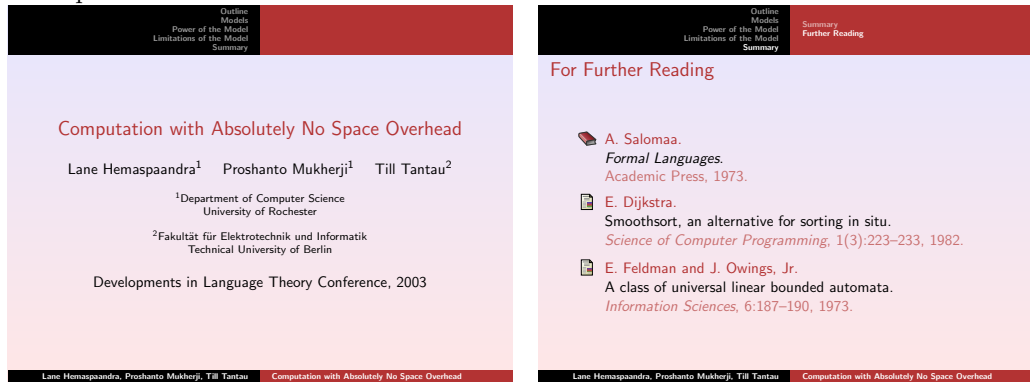 Outline
Models
Power of the Model
Limitations of the Model
Summary
Computation with Absolutely No Space Overhead
Lane Hemaspaandra1 Proshanto Mukherji1 Till Tantau2
1Department of Computer Science
University of Rochester
2Fakultät für Elektrotechnik und Informatik
Technical University of Berlin
Developments in Language Theory Conference, 2003
Lane Hemaspaandra, Proshanto Mukherji, Till Tantau Computation with Absolutely No Space Overhead
Outline
Models
Power of the Model
Limitations of the Model
Summary
Summary
Further Reading
For Further Reading
A. Salomaa.
Formal Languages.
Academic Press, 1973.
E. Dijkstra.
Smoothsort, an alternative for sorting in situ.
Science of Computer Programming, 1(3):223–233, 1982.
E. Feldman and J. Owings, Jr.
A class of universal linear bounded automata.
Information Sciences, 6:187–190, 1973.
Lane Hemaspaandra, Proshanto Mukherji, Till Tantau Computation with Absolutely No Space Overhead